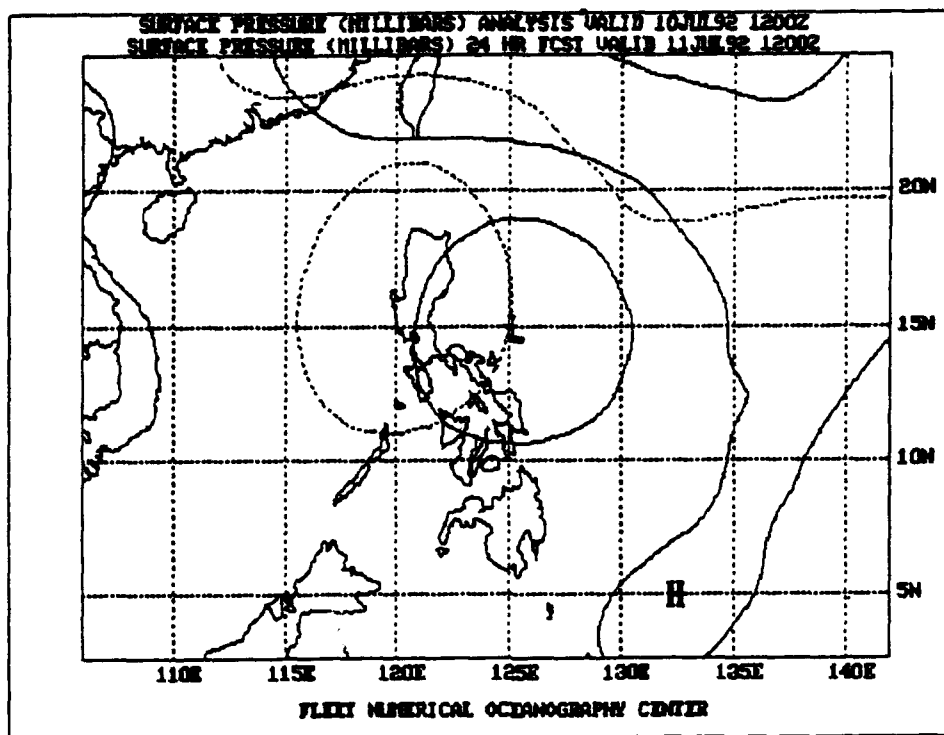 SURFACE PRESSURE (MILLIBARS) ANALYSIS VALID 10JUL92 1200Z
SURFACE PRESSURE (MILLIBARS) 24 HR FCST VALID 11JUL92 1200Z
20N
15N
10N
H
5N
110E 115E 120E 125E 130E 135E 140E
FLEET NUMERICAL OCEANOGRAPHY CENTER